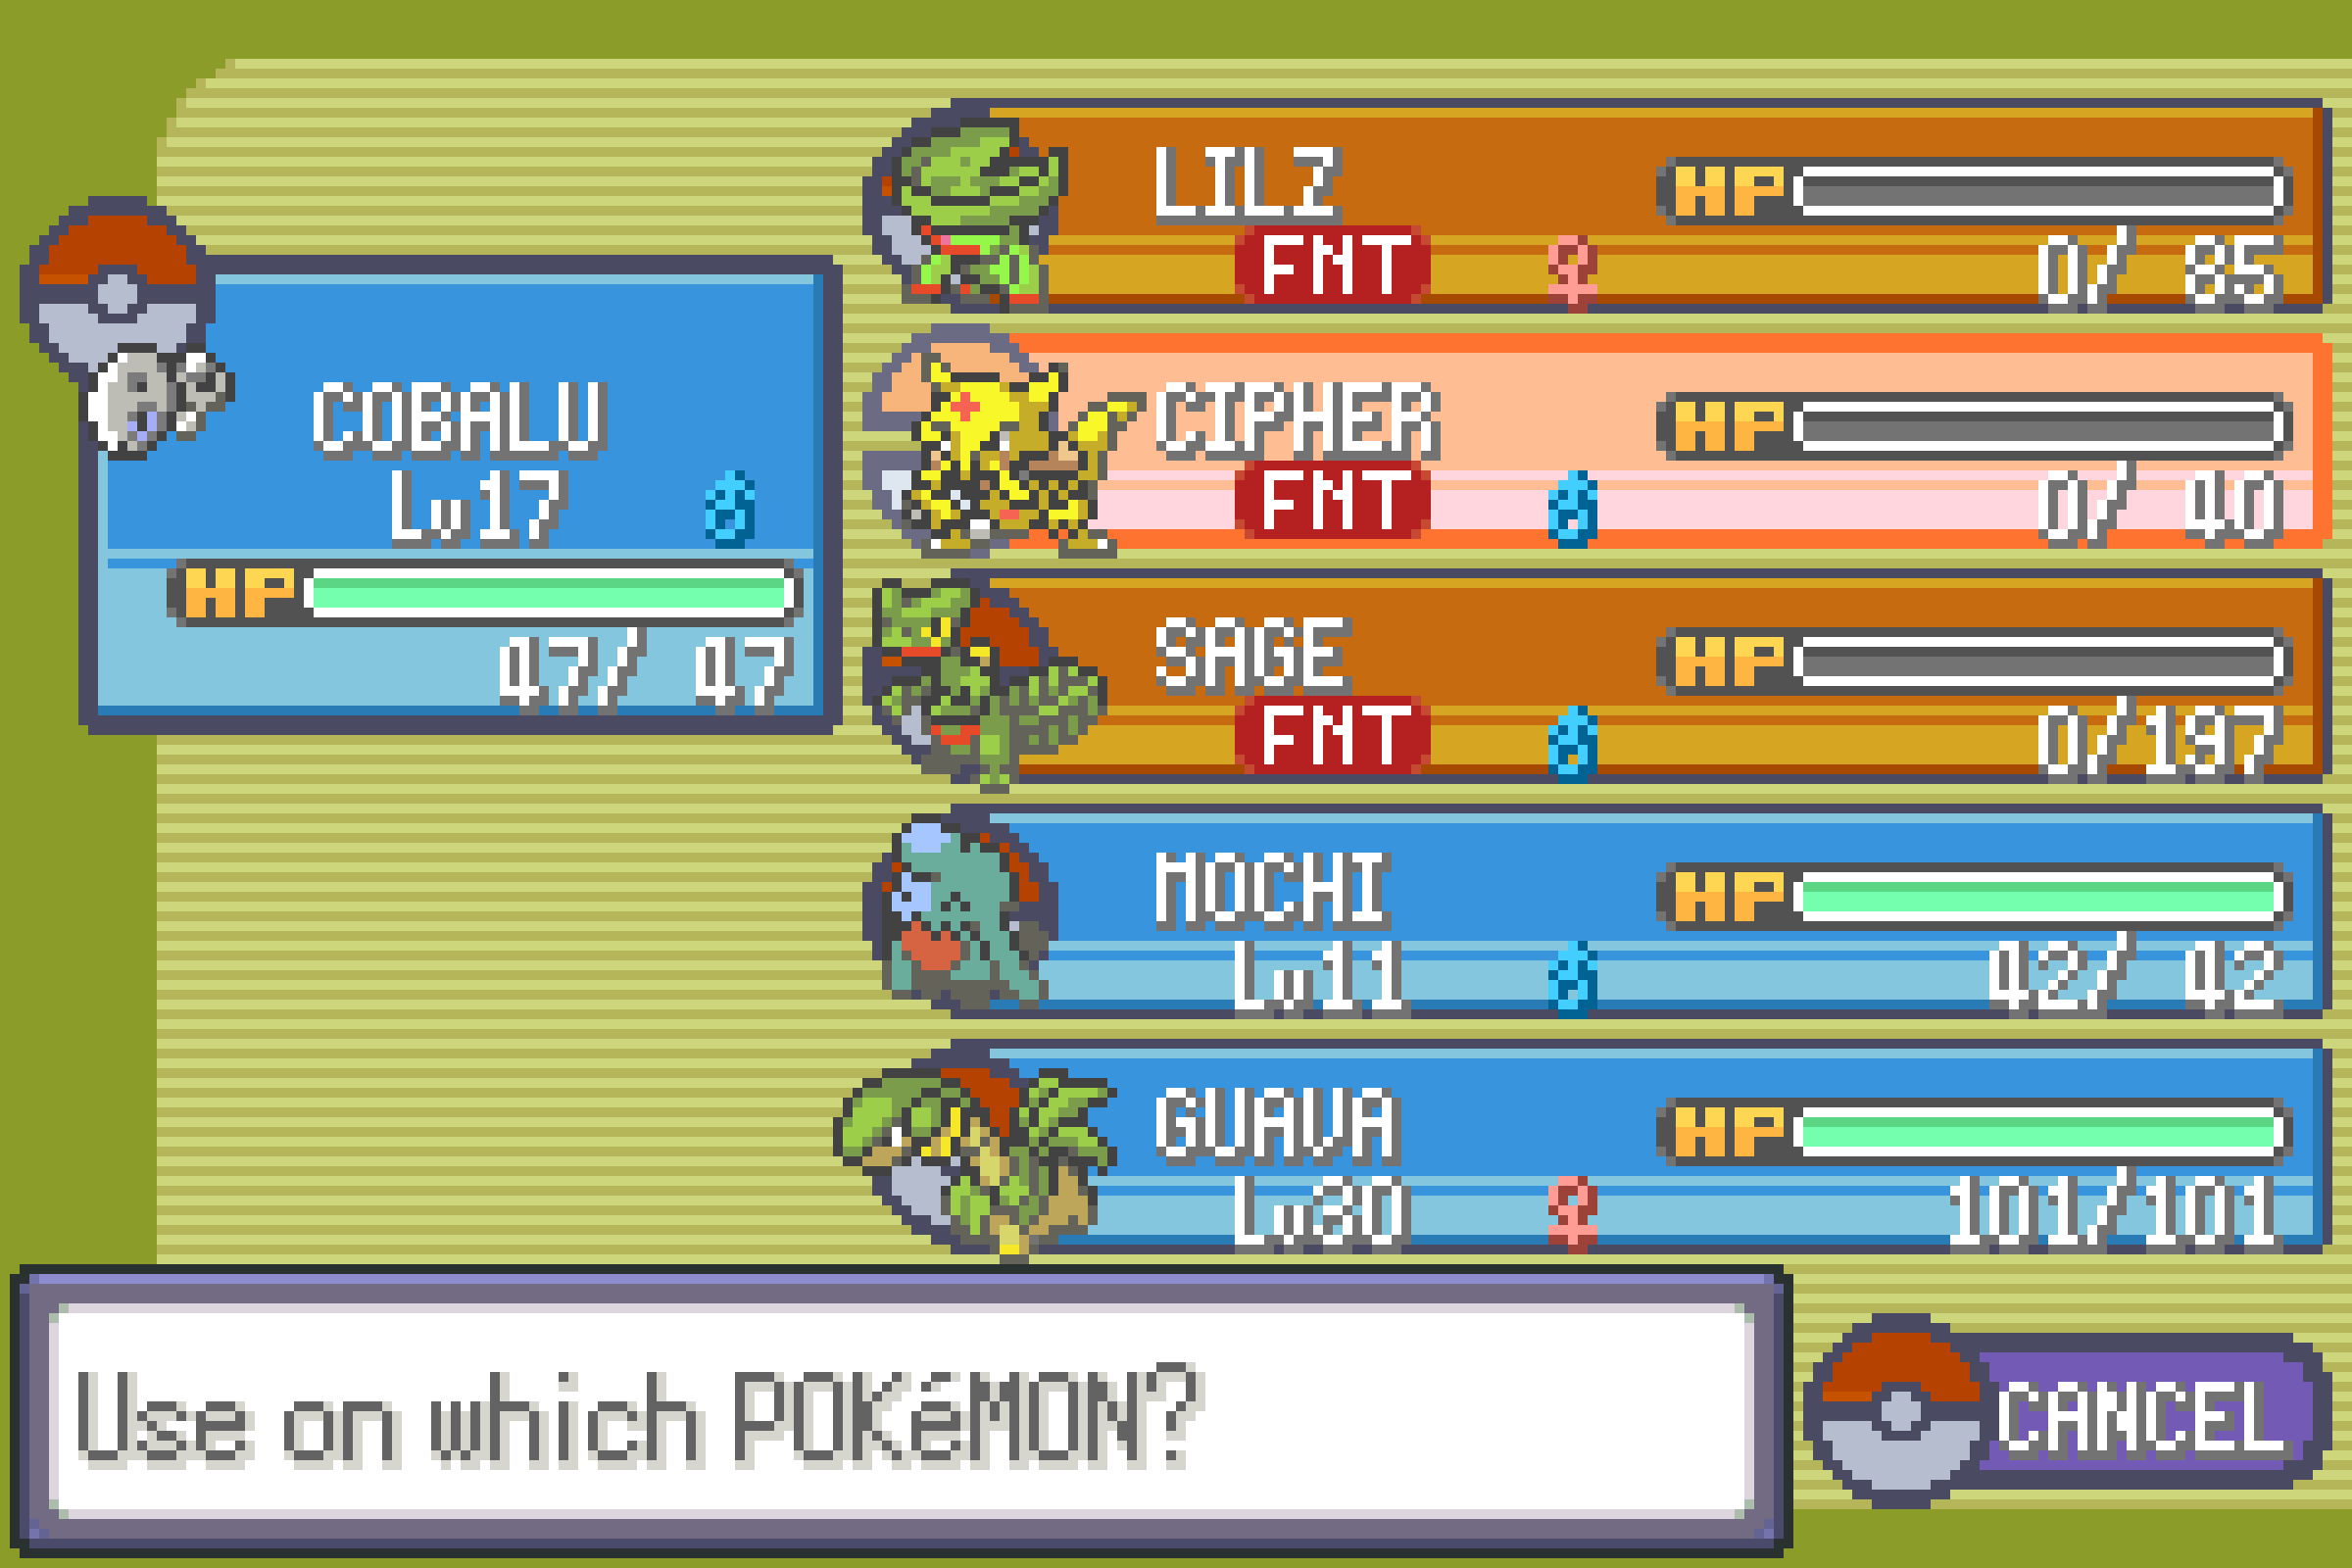 COBALU
Lv17 ♂
HP
47/ 47
LILZ HP
FNT ♀ 0/ 85
CIPHER HP
FNT ♂ 0/ 40
SAGE HP
FNT ♂ 0/197
MOCHI HP
Lv11 ♂ 42/ 42
GUAVA HP
Lv30 ♀ 101/101
Use on which POKéMON?
CANCEL